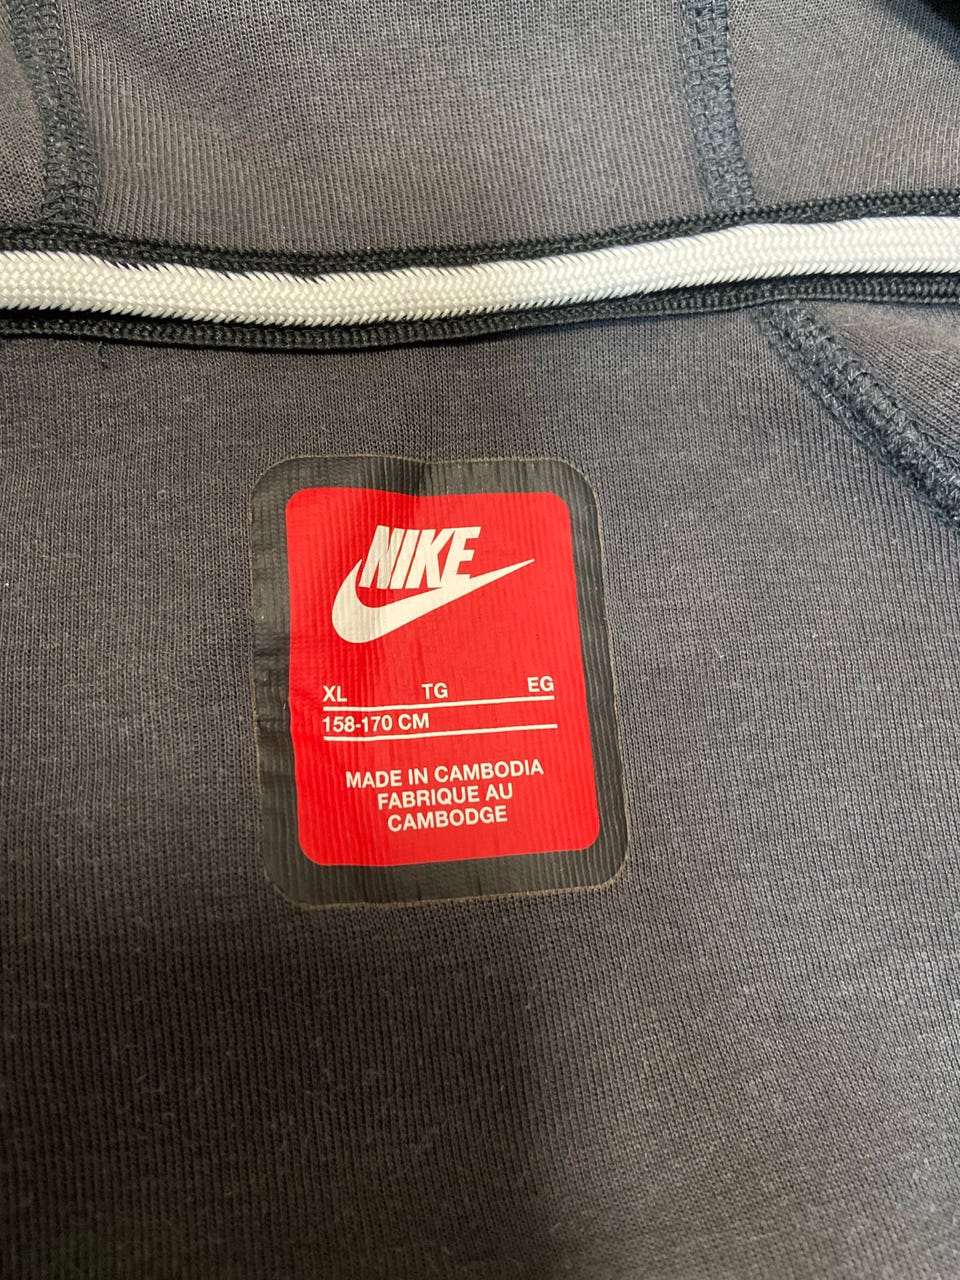 NIKE
XL TG EG
158-170 CM
MADE IN CAMBODIA
FABRIQUE AU
CAMBODGE